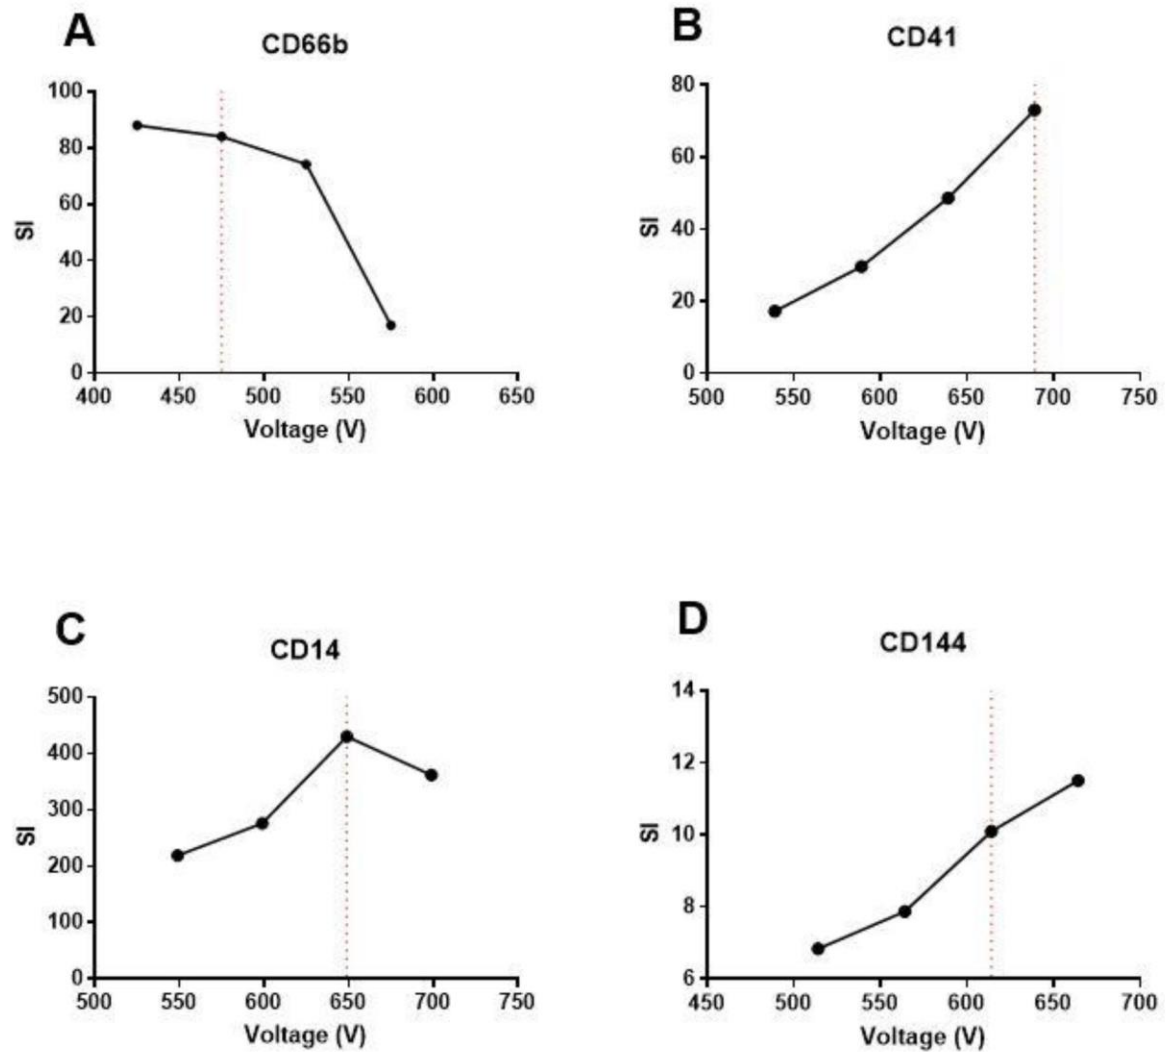 A
CD66b
100
80
60
40
20
0
SI
400 450 500 550 600 650
Voltage (V)
B
CD41
80
60
40
20
0
SI
500 550 600 650 700 750
Voltage (V)
C
CD14
500
400
300
200
100
0
SI
500 550 600 650 700 750
Voltage (V)
D
CD144
14
12
10
8
6
SI
450 500 550 600 650 700
Voltage (V)